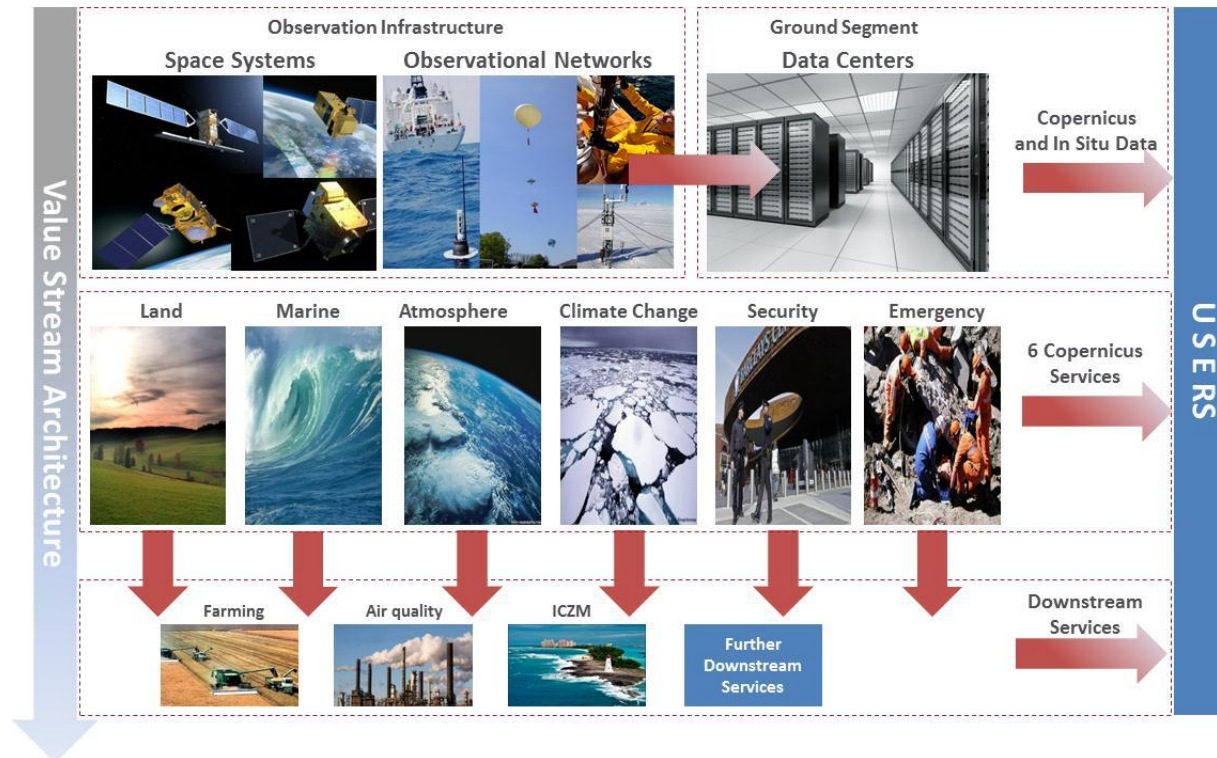 Observation Infrastructure
Space Systems
Observational Networks
Ground Segment
Data Centers
Copernicus
and In Situ Data
Value Stream Architecture
USERS
Land
Marine
Atmosphere
Climate Change
Security
Emergency
6 Copernicus
Services
Farming
Air quality
ICZM
Further
Downstream
Services
Downstream
Services